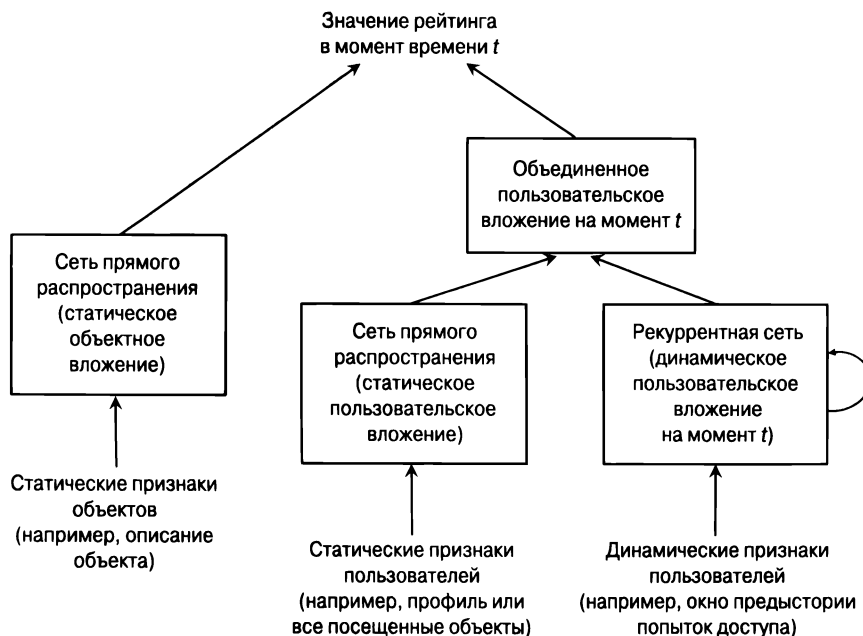 Значение рейтинга
в момент времени t
Объединенное
пользовательское
вложение на момент t
Сеть прямого
распространения
(статическое
объектное
вложение)
Сеть прямого
распространения
(статическое
пользовательское
вложение)
Рекуррентная сеть
(динамическое
пользовательское
вложение
на момент t)
Статические признаки
объектов
(например, описание
объекта)
Статические признаки
пользователей
(например, профиль или
все посещенные объекты)
Динамические признаки
пользователей
(например, окно предыстории
попыток доступа)